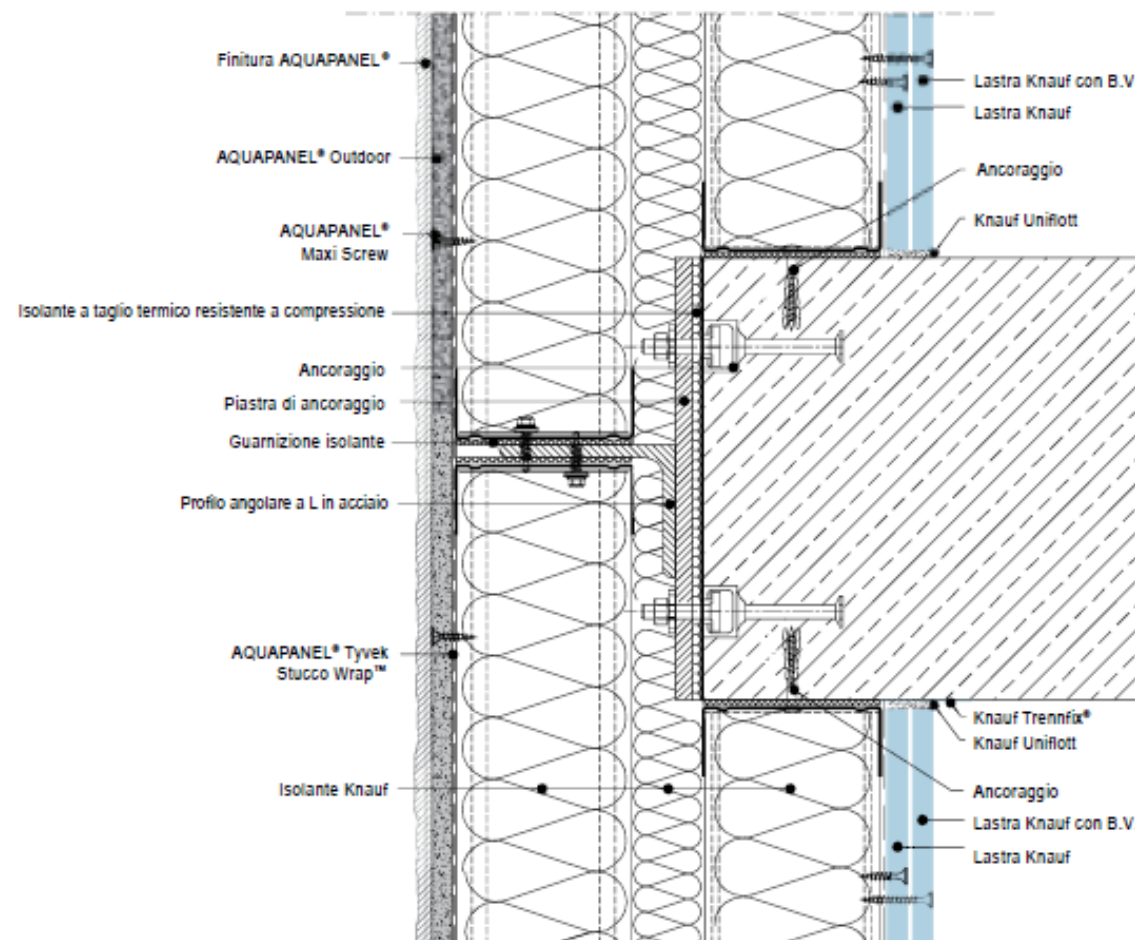 Finitura AQUAPANEL®
AQUAPANEL® Outdoor
AQUAPANEL®
Maxi Screw
Isolante a taglio termico resistente a compressione
Ancoraggio
Piastra di ancoraggio
Guarnizione isolante
Profilo angolare a L in acciaio
AQUAPANEL® Tyvek
Stucco Wrap™
Isolante Knauf
Lastra Knauf con B.V
Lastra Knauf
Ancoraggio
Knauf Uniflott
Knauf Trennfix®
Knauf Uniflott
Ancoraggio
Lastra Knauf con B.V
Lastra Knauf